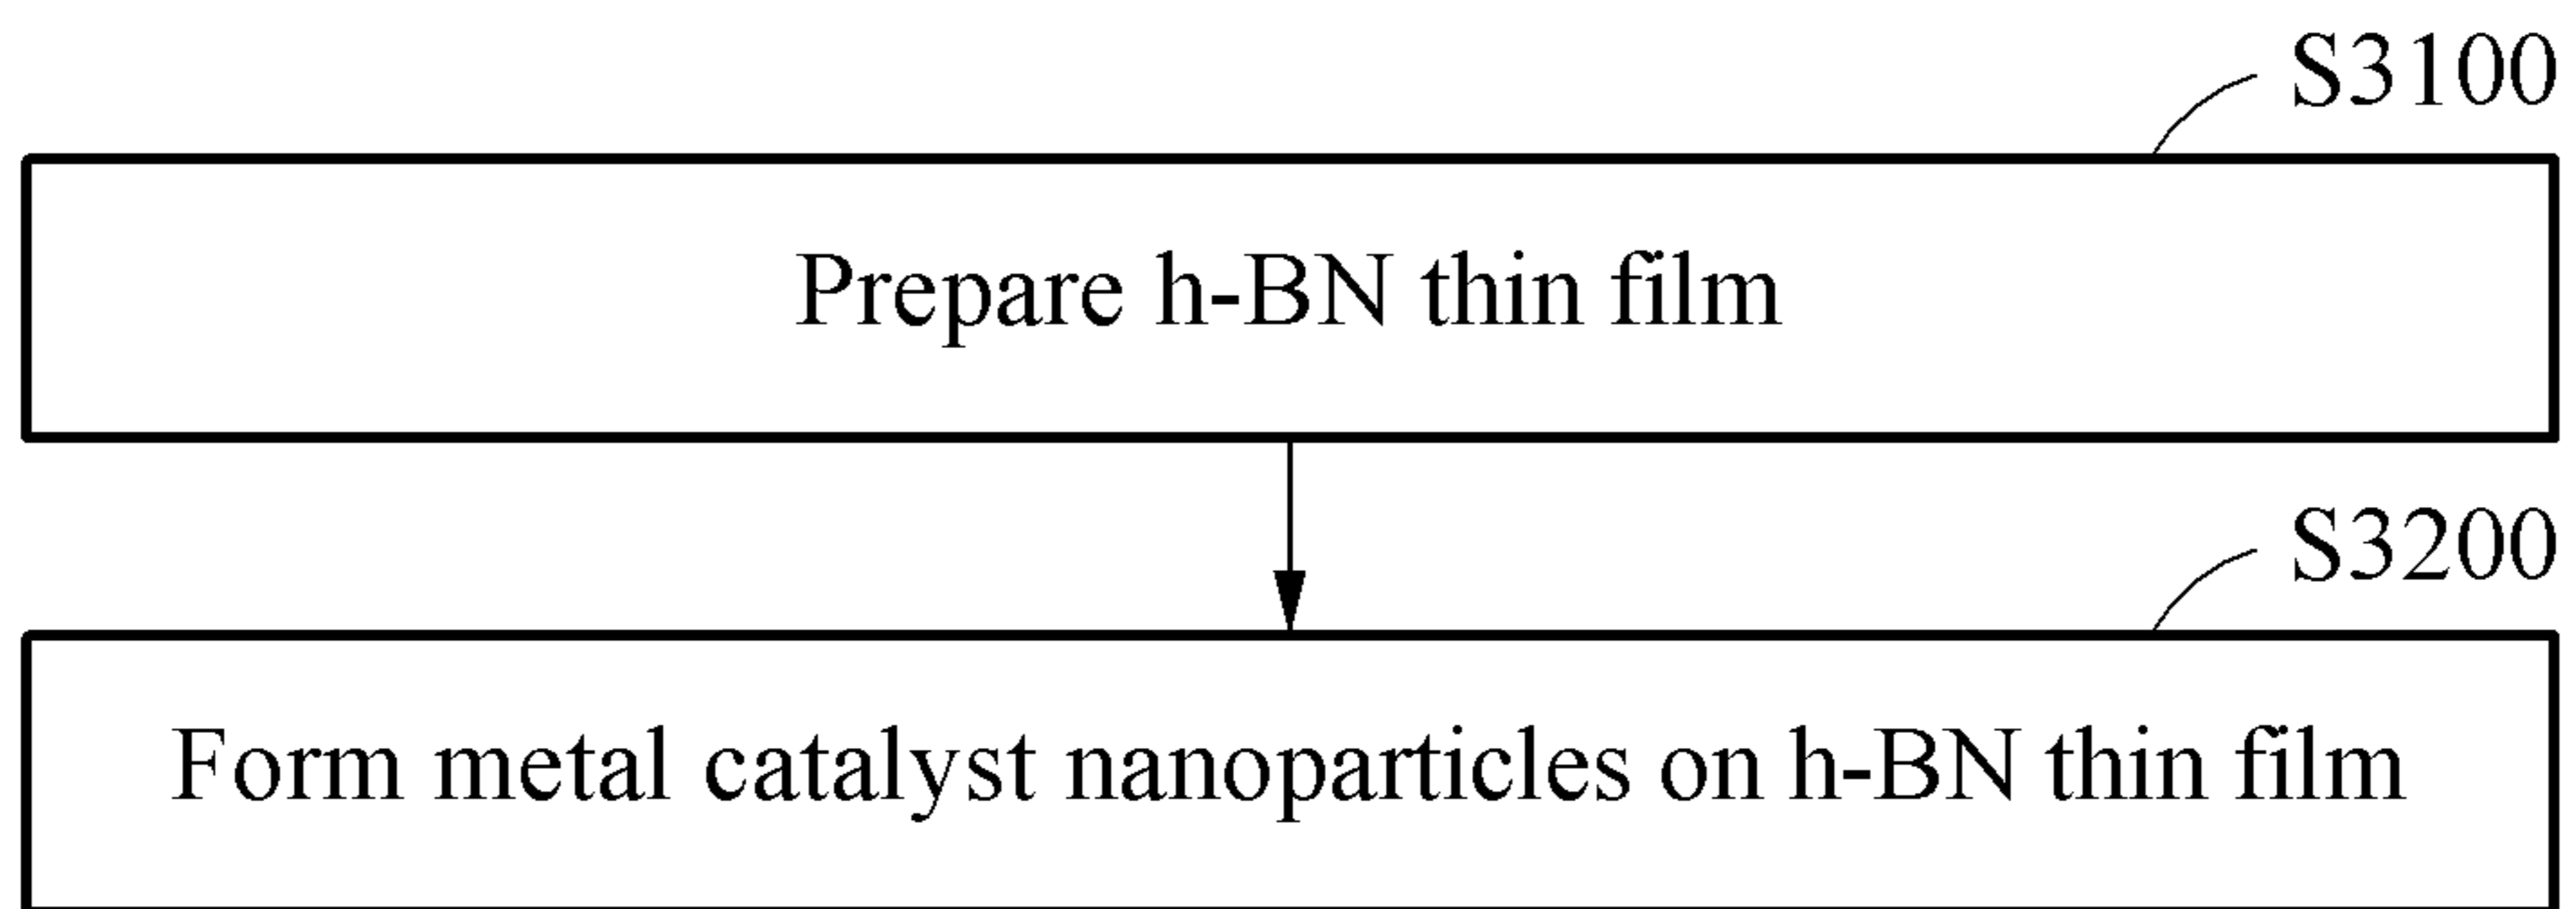 S3100
Prepare h-BN thin film
S3200
Form metal catalyst nanoparticles on h-BN thin film